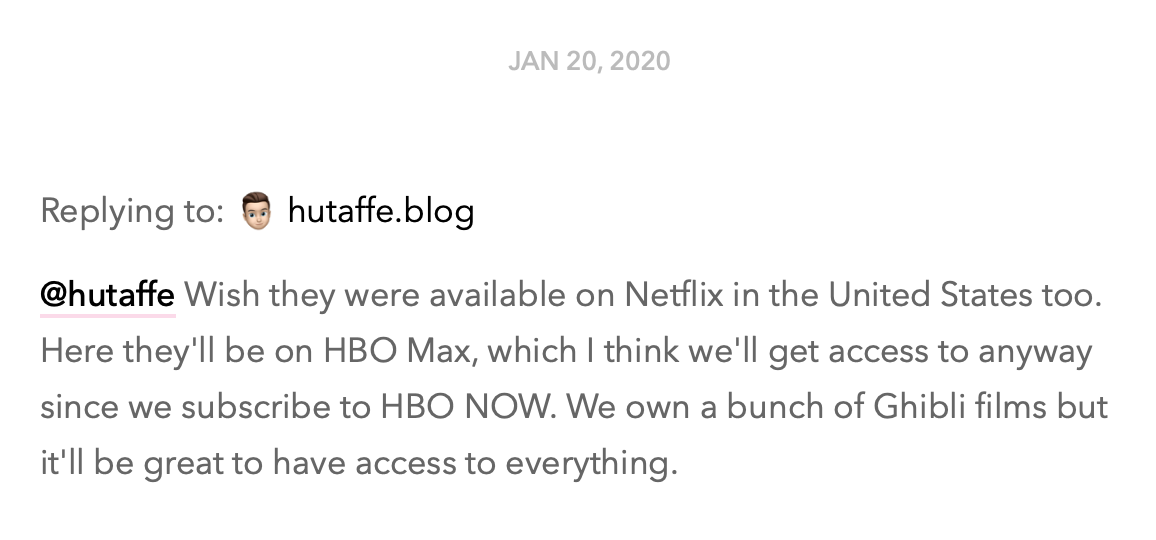 JAN 20, 2020
Replying to: hutaffe.blog
@hutaffe Wish they were available on Netflix in the United States too.
Here they'll be on HBO Max, which I think we'll get access to anyway
since we subscribe to HBO NOW. We own a bunch of Ghibli films but
it'll be great to have access to everything.